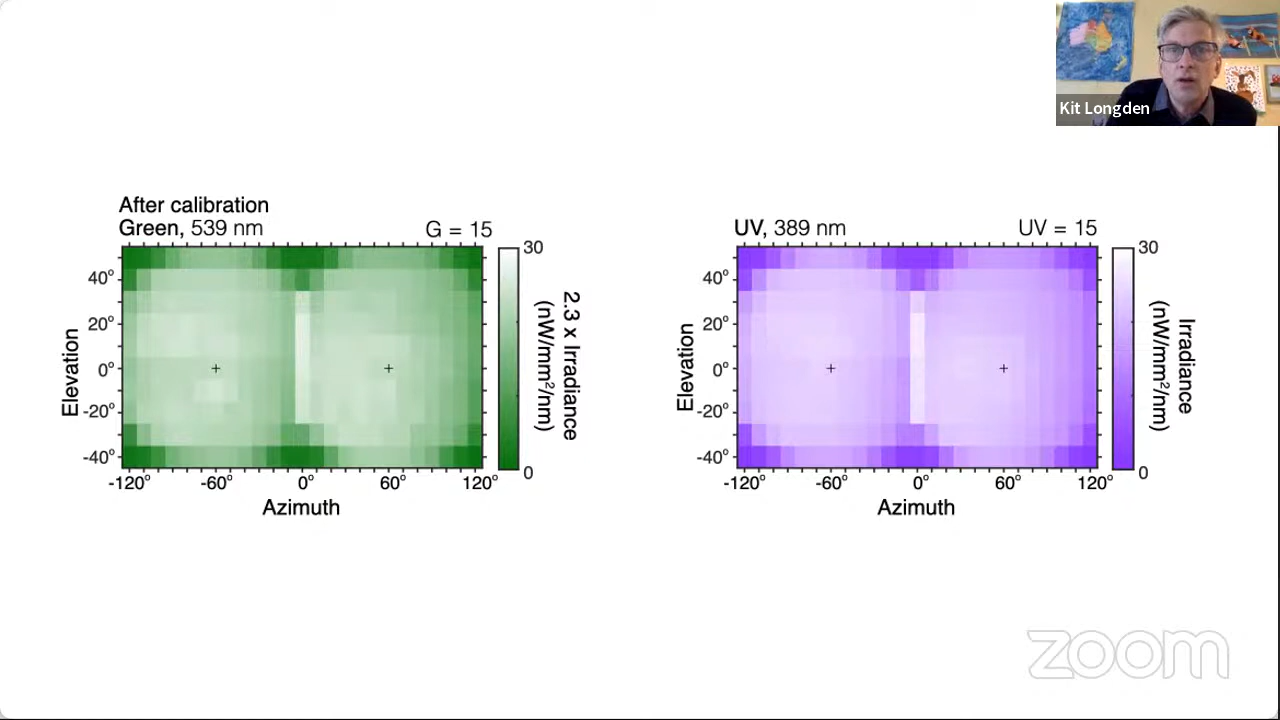 Kit Longden
After calibration
Green, 539 nm
G = 15
30
40°
20°
0°
-20°
-40°
Elevation
-120°
-60°
0°
60°
120°
Azimuth
0
2.3 x Irradiance
(nW/mm²/nm)
UV, 389 nm
UV = 15
30
40°
20°
0°
-20°
-40°
Elevation
-120°
-60°
0°
60°
120°
Azimuth
0
Irradiance
(nW/mm²/nm)
zoom